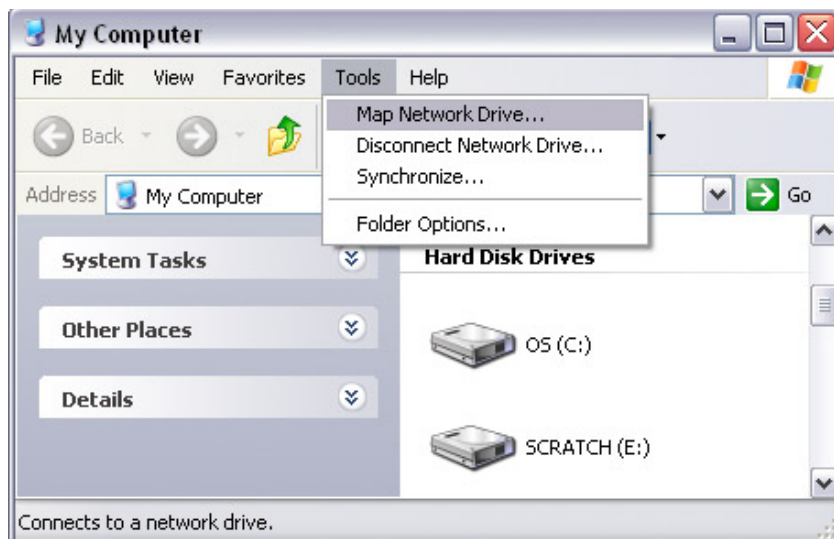 My Computer
File Edit View Favorites Tools Help
Back
Map Network Drive...
Disconnect Network Drive...
Synchronize...
Folder Options...
Address My Computer Go
System Tasks
Other Places
Details
Hard Disk Drives
OS (C:)
SCRATCH (E:)
Connects to a network drive.